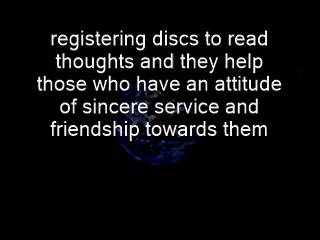 registering discs to read
thoughts and they help
those who have an attitude
of sincere service and
friendship towards them